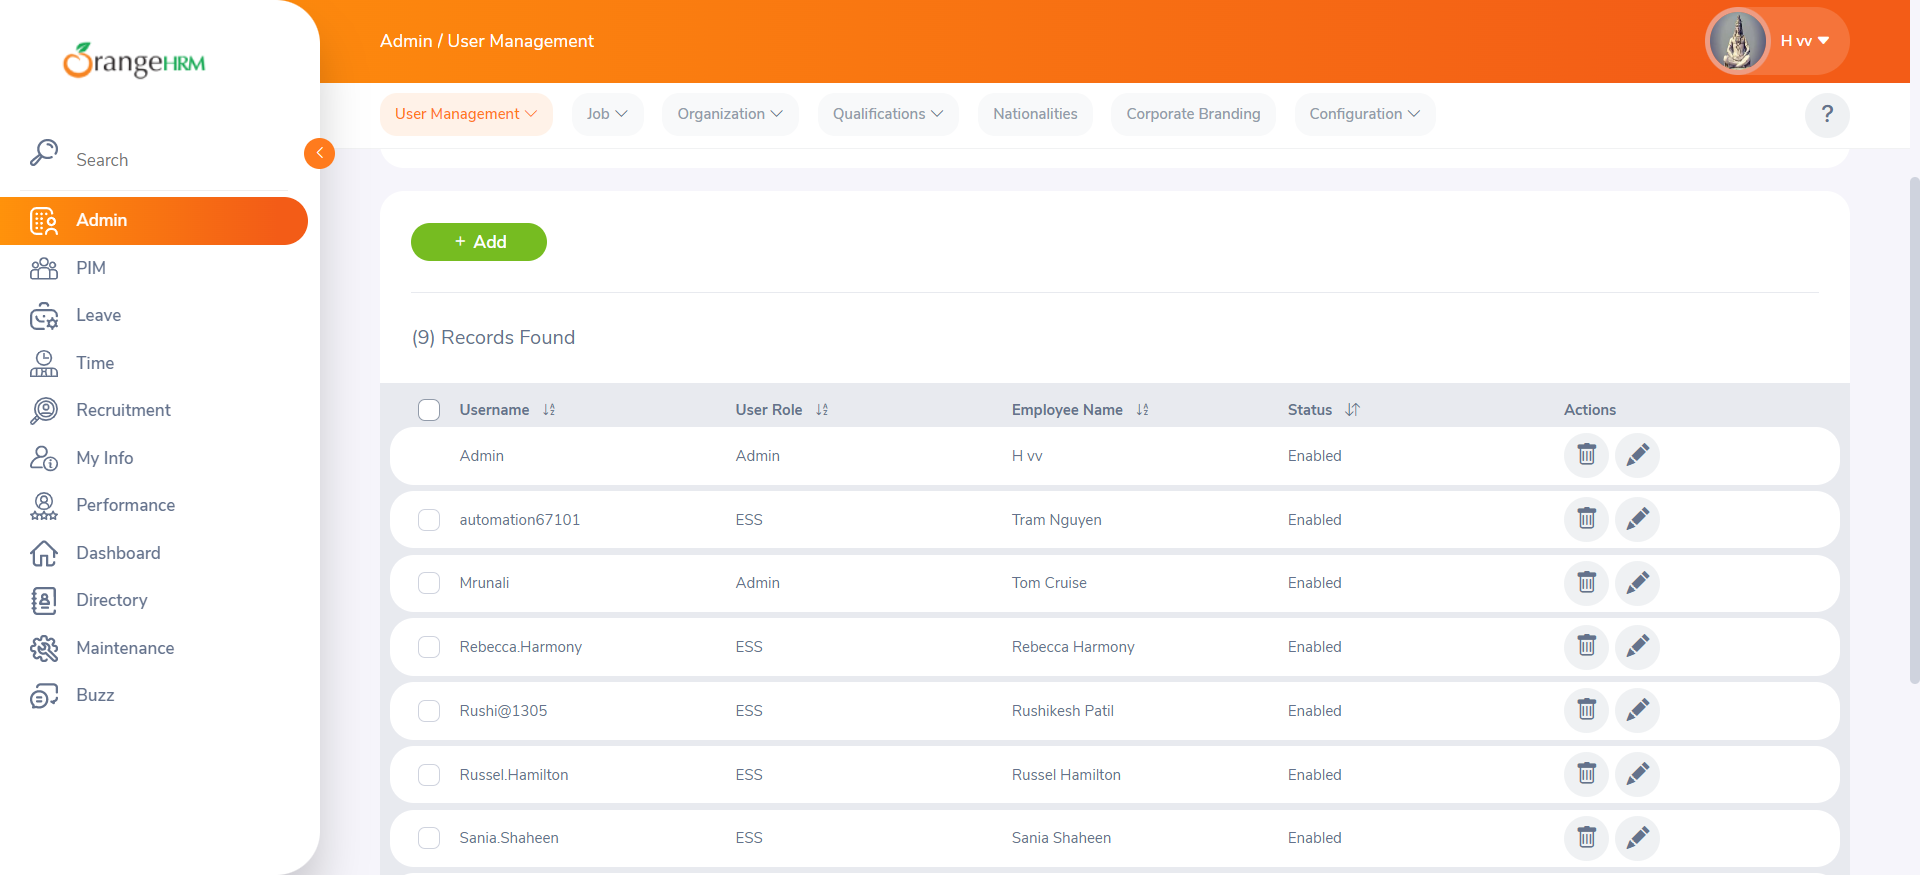 OrangeHRM
Admin / User Management
H vv
User Management
Job
Organization
Qualifications
Nationalities
Corporate Branding
Configuration
?
Search
Admin
PIM
Leave
Time
Recruitment
My Info
Performance
Dashboard
Directory
Maintenance
Buzz
+ Add
(9) Records Found
Username User Role Employee Name Status Actions
Admin Admin H vv Enabled
automation67101 ESS Tram Nguyen Enabled
Mrunali Admin Tom Cruise Enabled
Rebecca.Harmony ESS Rebecca Harmony Enabled
Rushi@1305 ESS Rushikesh Patil Enabled
Russel.Hamilton ESS Russel Hamilton Enabled
Sania.Shaheen ESS Sania Shaheen Enabled